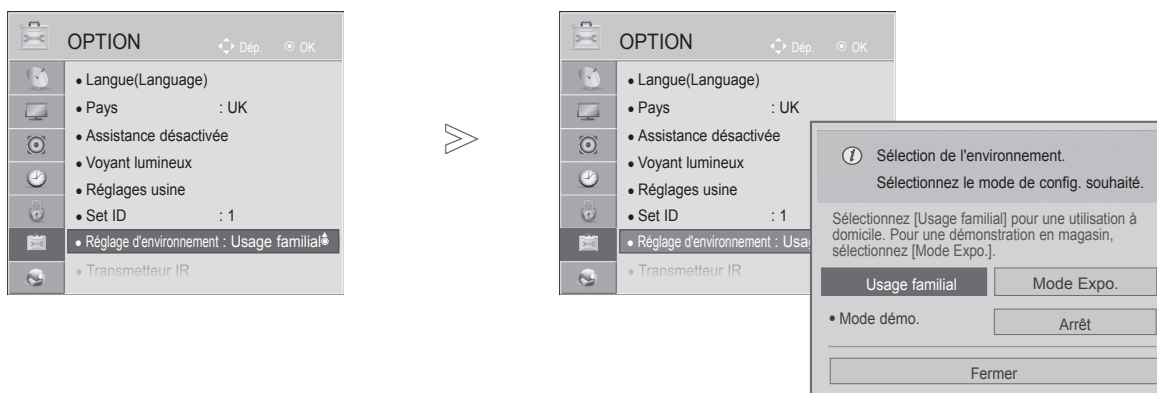 OPTION
Dép. OK
• Langue(Language)
• Pays : UK
• Assistance désactivée
• Voyant lumineux
• Réglages usine
• Set ID : 1
• Réglage d'environnement : Usage familial
• Transmetteur IR
OPTION
Dép. OK
• Langue(Language)
• Pays : UK
• Assistance désactivée
• Voyant lumineux
• Réglages usine
• Set ID : 1
• Réglage d'environnement : Usa
• Transmetteur IR
Sélection de l'environnement.
Sélectionnez le mode de config. souhaité.
Sélectionnez [Usage familial] pour une utilisation à
domicile. Pour une démonstration en magasin,
sélectionnez [Mode Expo.].
Usage familial Mode Expo.
• Mode démo. Arrêt
Fermer